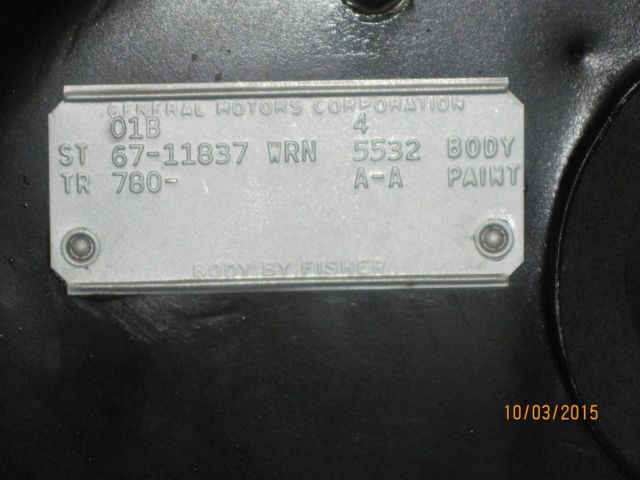 GENERAL MOTORS CORPORATION
01B 4
ST 67-11837 WRN 5532 BODY
TR 780- A-A PAINT
BODY BY FISHER
10/03/2015